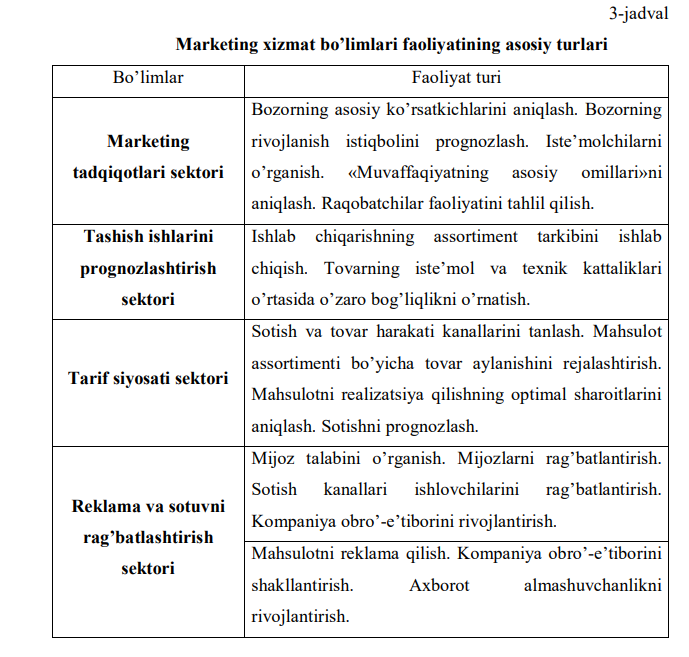 3-jadval
Marketing xizmat bo’limlari faoliyatining asosiy turlari
Bo’limlar
Faoliyat turi
Marketing
tadqiqotlari sektori
Bozorning asosiy ko’rsatkichlarini aniqlash. Bozorning
rivojlanish istiqbolini prognozlash. Iste’molchilarni
o’rganish. «Muvaffaqiyatning asosiy omillari»ni
aniqlash. Raqobatchilar faoliyatini tahlil qilish.
Tashish ishlarini
prognozlashtirish
sektori
Ishlab chiqarishning assortiment tarkibini ishlab
chiqish. Tovarning iste’mol va texnik kattaliklari
o’rtasida o’zaro bog’liqlikni o’rnatish.
Tarif siyosati sektori
Sotish va tovar harakati kanallarini tanlash. Mahsulot
assortimenti bo’yicha tovar aylanishini rejalashtirish.
Mahsulotni realizatsiya qilishning optimal sharoitlarini
aniqlash. Sotishni prognozlash.
Reklama va sotuvni
rag’batlashtirish
sektori
Mijoz talabini o’rganish. Mijozlarni rag’batlantirish.
Sotish kanallari ishlovchilarini rag’batlantirish.
Kompaniya obro’-e’tiborini rivojlantirish.
Mahsulotni reklama qilish. Kompaniya obro’-e’tiborini
shakllantirish. Axborot almashuvchanlikni
rivojlantirish.